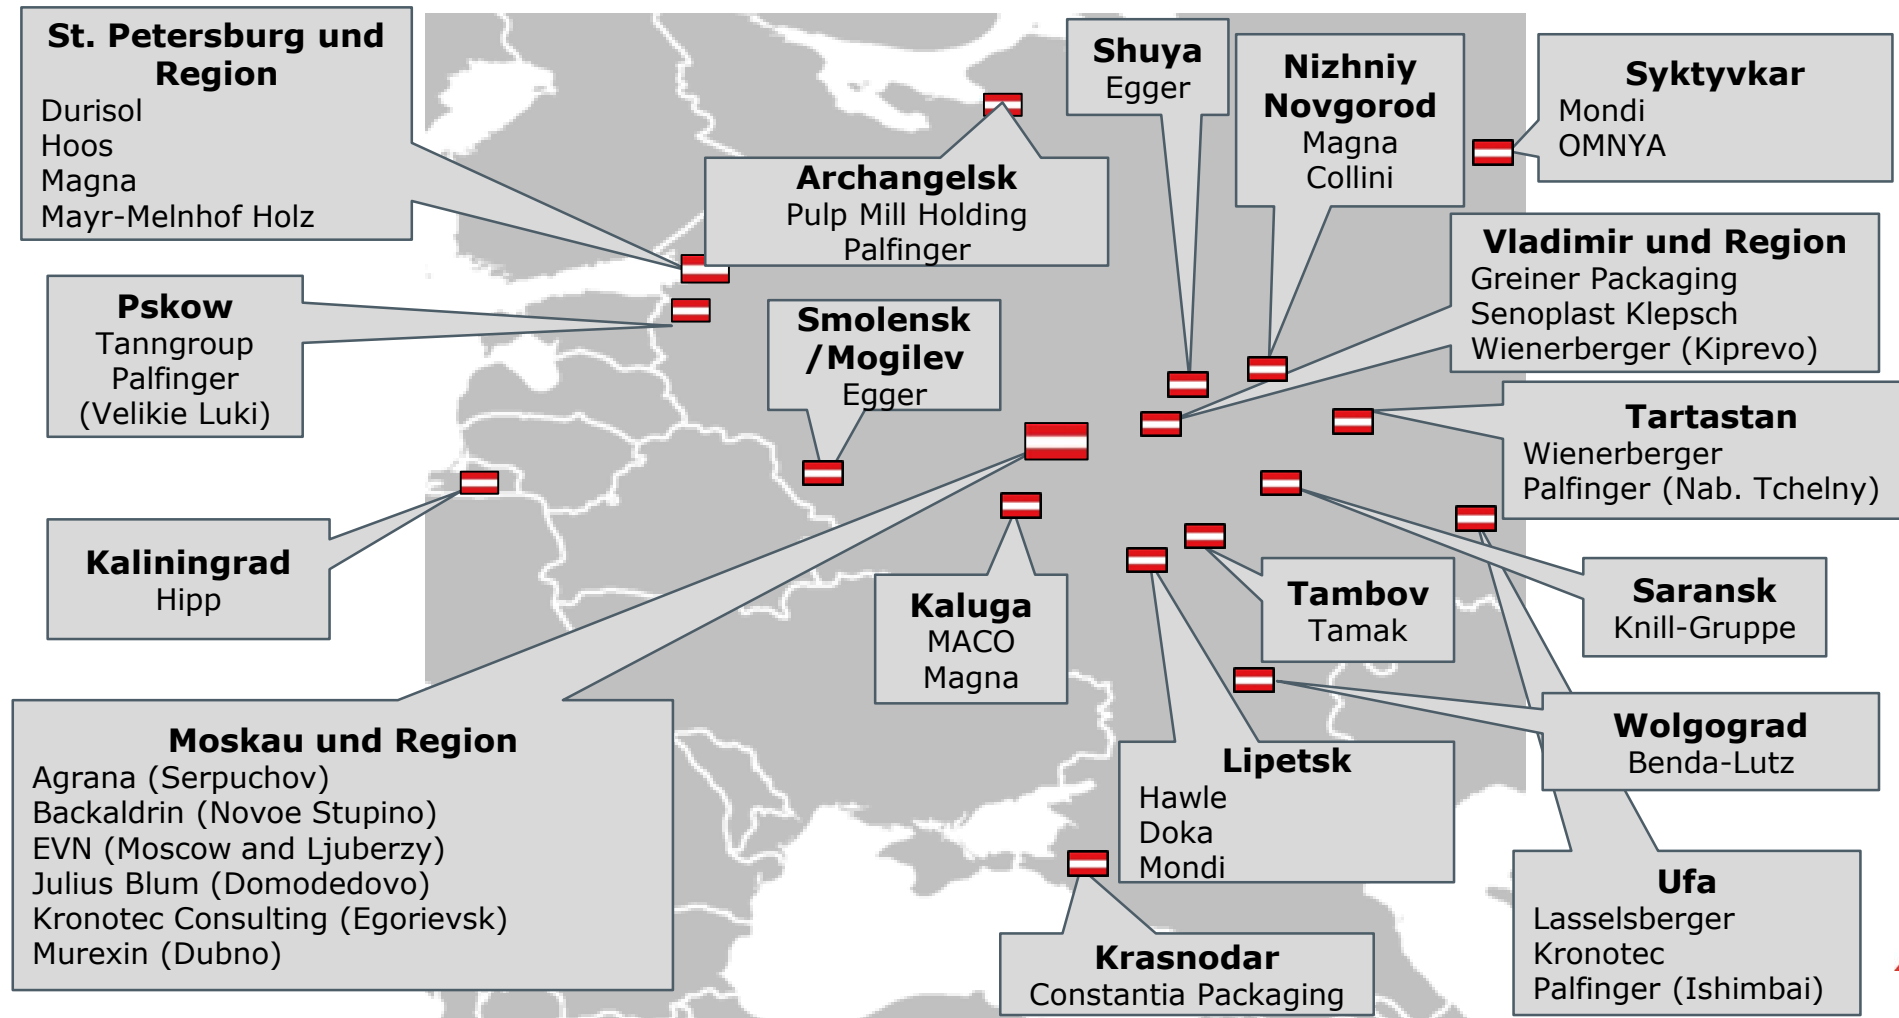 St. Petersburg und
Region
Durisol
Hoos
Magna
Mayr-Melnhof Holz
Archangelsk
Pulp Mill Holding
Palfinger
Shuya
Egger
Nizhniy
Novgorod
Magna
Collini
Syktyvkar
Mondi
OMNYA
Vladimir und Region
Greiner Packaging
Senoplast Klepsch
Wienerberger (Kiprevo)
Pskow
Tanngroup
Palfinger
(Velikie Luki)
Smolensk
/Mogilev
Egger
Tartastan
Wienerberger
Palfinger (Nab. Tchelny)
Kaliningrad
Hipp
Kaluga
MACO
Magna
Tambov
Tamak
Saransk
Knill-Gruppe
Moskau und Region
Agrana (Serpuchov)
Backaldrin (Novoe Stupino)
EVN (Moscow and Ljuberzy)
Julius Blum (Domodedovo)
Kronotec Consulting (Egorievsk)
Murexin (Dubno)
Lipetsk
Hawle
Doka
Mondi
Wolgograd
Benda-Lutz
Krasnodar
Constantia Packaging
Ufa
Lasselsberger
Kronotec
Palfinger (Ishimbai)